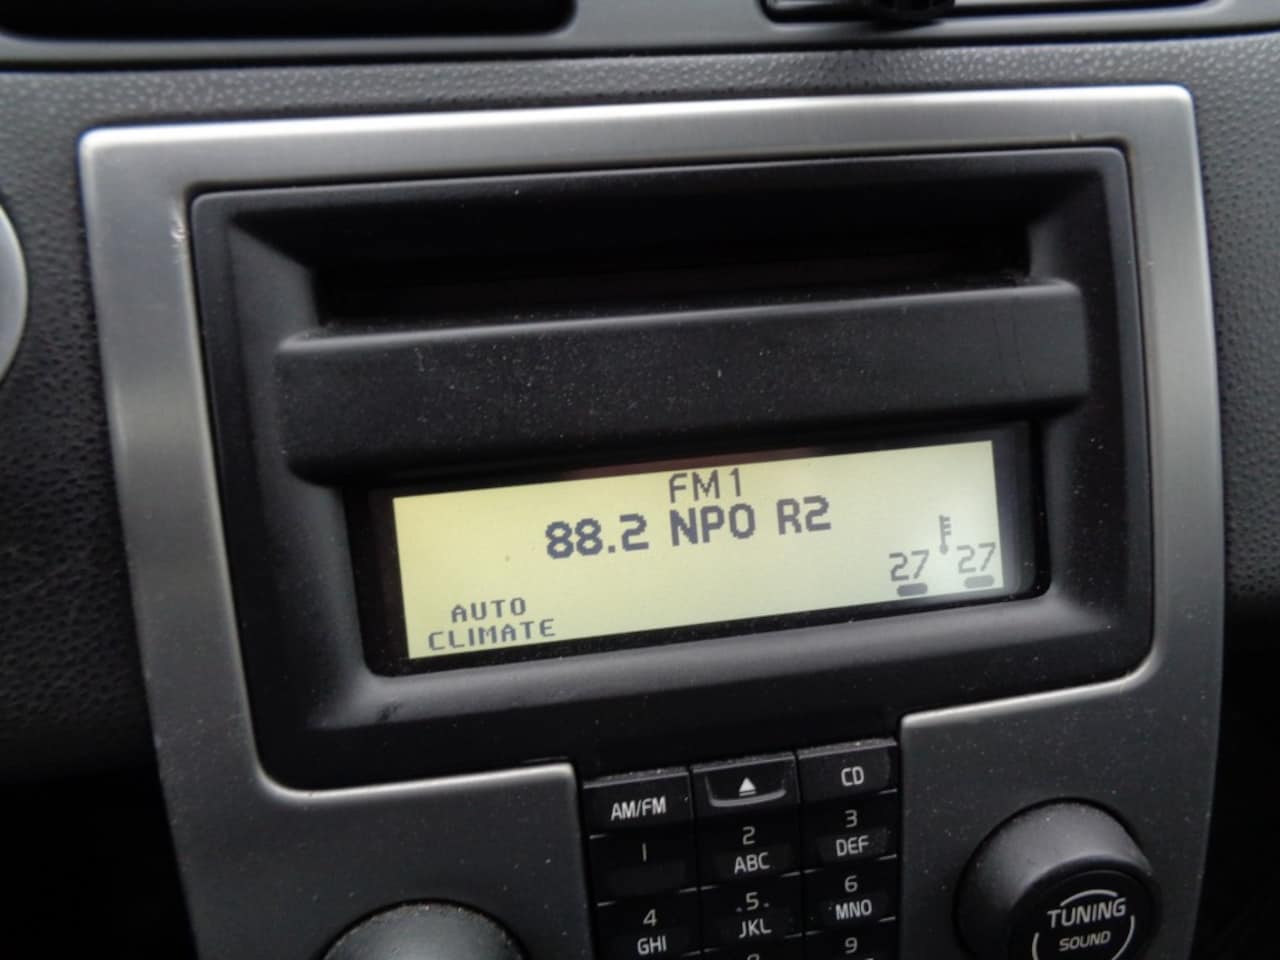 FM1
88.2 NPO R2
27 27
AUTO
CLIMATE
AM/FM
CD
1
2
ABC
3
DEF
4
GHI
5
JKL
6
MNO
9
TUNING
SOUND